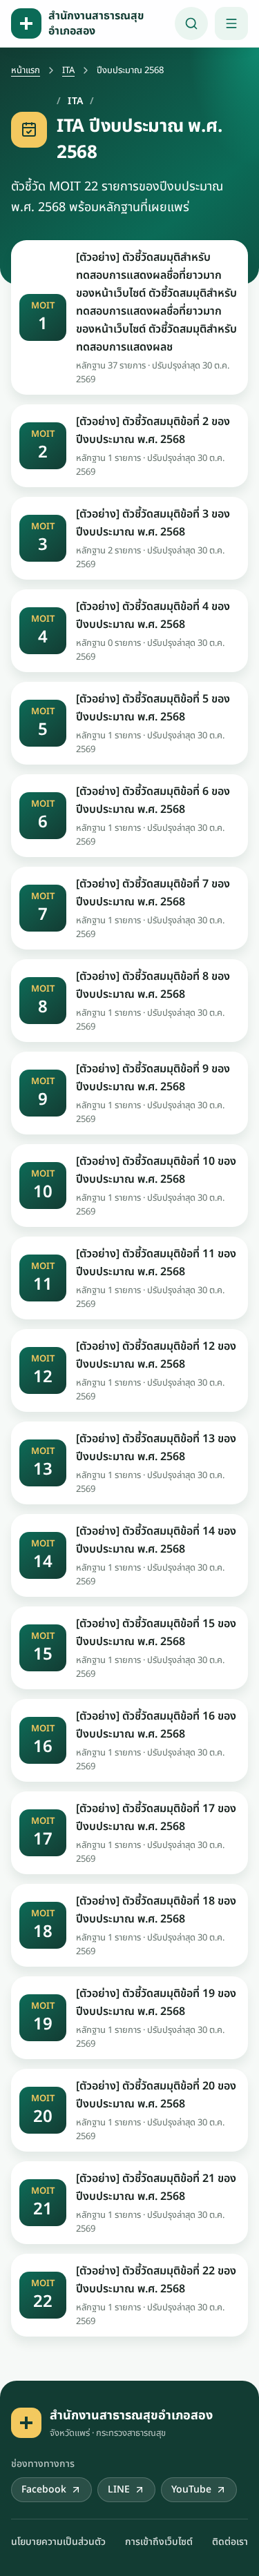 สำนักงานสาธารณสุข
อำเภอสอง
หน้าแรก > ITA > ปีงบประมาณ 2568
/ ITA /
ITA ปีงบประมาณ พ.ศ.
2568
ตัวชี้วัด MOIT 22 รายการของปีงบประมาณ
พ.ศ. 2568 พร้อมหลักฐานที่เผยแพร่
MOIT
1
[ตัวอย่าง] ตัวชี้วัดสมมุติสำหรับ
ทดสอบการแสดงผลชื่อที่ยาวมาก
ของหน้าเว็บไซต์ ตัวชี้วัดสมมุติสำหรับ
ทดสอบการแสดงผลชื่อที่ยาวมาก
ของหน้าเว็บไซต์ ตัวชี้วัดสมมุติสำหรับ
ทดสอบการแสดงผลช
หลักฐาน 37 รายการ · ปรับปรุงล่าสุด 30 ต.ค.
2569
MOIT
2
[ตัวอย่าง] ตัวชี้วัดสมมุติข้อที่ 2 ของ
ปีงบประมาณ พ.ศ. 2568
หลักฐาน 1 รายการ · ปรับปรุงล่าสุด 30 ต.ค.
2569
MOIT
3
[ตัวอย่าง] ตัวชี้วัดสมมุติข้อที่ 3 ของ
ปีงบประมาณ พ.ศ. 2568
หลักฐาน 2 รายการ · ปรับปรุงล่าสุด 30 ต.ค.
2569
MOIT
4
[ตัวอย่าง] ตัวชี้วัดสมมุติข้อที่ 4 ของ
ปีงบประมาณ พ.ศ. 2568
หลักฐาน 0 รายการ · ปรับปรุงล่าสุด 30 ต.ค.
2569
MOIT
5
[ตัวอย่าง] ตัวชี้วัดสมมุติข้อที่ 5 ของ
ปีงบประมาณ พ.ศ. 2568
หลักฐาน 1 รายการ · ปรับปรุงล่าสุด 30 ต.ค.
2569
MOIT
6
[ตัวอย่าง] ตัวชี้วัดสมมุติข้อที่ 6 ของ
ปีงบประมาณ พ.ศ. 2568
หลักฐาน 1 รายการ · ปรับปรุงล่าสุด 30 ต.ค.
2569
MOIT
7
[ตัวอย่าง] ตัวชี้วัดสมมุติข้อที่ 7 ของ
ปีงบประมาณ พ.ศ. 2568
หลักฐาน 1 รายการ · ปรับปรุงล่าสุด 30 ต.ค.
2569
MOIT
8
[ตัวอย่าง] ตัวชี้วัดสมมุติข้อที่ 8 ของ
ปีงบประมาณ พ.ศ. 2568
หลักฐาน 1 รายการ · ปรับปรุงล่าสุด 30 ต.ค.
2569
MOIT
9
[ตัวอย่าง] ตัวชี้วัดสมมุติข้อที่ 9 ของ
ปีงบประมาณ พ.ศ. 2568
หลักฐาน 1 รายการ · ปรับปรุงล่าสุด 30 ต.ค.
2569
MOIT
10
[ตัวอย่าง] ตัวชี้วัดสมมุติข้อที่ 10 ของ
ปีงบประมาณ พ.ศ. 2568
หลักฐาน 1 รายการ · ปรับปรุงล่าสุด 30 ต.ค.
2569
MOIT
11
[ตัวอย่าง] ตัวชี้วัดสมมุติข้อที่ 11 ของ
ปีงบประมาณ พ.ศ. 2568
หลักฐาน 1 รายการ · ปรับปรุงล่าสุด 30 ต.ค.
2569
MOIT
12
[ตัวอย่าง] ตัวชี้วัดสมมุติข้อที่ 12 ของ
ปีงบประมาณ พ.ศ. 2568
หลักฐาน 1 รายการ · ปรับปรุงล่าสุด 30 ต.ค.
2569
MOIT
13
[ตัวอย่าง] ตัวชี้วัดสมมุติข้อที่ 13 ของ
ปีงบประมาณ พ.ศ. 2568
หลักฐาน 1 รายการ · ปรับปรุงล่าสุด 30 ต.ค.
2569
MOIT
14
[ตัวอย่าง] ตัวชี้วัดสมมุติข้อที่ 14 ของ
ปีงบประมาณ พ.ศ. 2568
หลักฐาน 1 รายการ · ปรับปรุงล่าสุด 30 ต.ค.
2569
MOIT
15
[ตัวอย่าง] ตัวชี้วัดสมมุติข้อที่ 15 ของ
ปีงบประมาณ พ.ศ. 2568
หลักฐาน 1 รายการ · ปรับปรุงล่าสุด 30 ต.ค.
2569
MOIT
16
[ตัวอย่าง] ตัวชี้วัดสมมุติข้อที่ 16 ของ
ปีงบประมาณ พ.ศ. 2568
หลักฐาน 1 รายการ · ปรับปรุงล่าสุด 30 ต.ค.
2569
MOIT
17
[ตัวอย่าง] ตัวชี้วัดสมมุติข้อที่ 17 ของ
ปีงบประมาณ พ.ศ. 2568
หลักฐาน 1 รายการ · ปรับปรุงล่าสุด 30 ต.ค.
2569
MOIT
18
[ตัวอย่าง] ตัวชี้วัดสมมุติข้อที่ 18 ของ
ปีงบประมาณ พ.ศ. 2568
หลักฐาน 1 รายการ · ปรับปรุงล่าสุด 30 ต.ค.
2569
MOIT
19
[ตัวอย่าง] ตัวชี้วัดสมมุติข้อที่ 19 ของ
ปีงบประมาณ พ.ศ. 2568
หลักฐาน 1 รายการ · ปรับปรุงล่าสุด 30 ต.ค.
2569
MOIT
20
[ตัวอย่าง] ตัวชี้วัดสมมุติข้อที่ 20 ของ
ปีงบประมาณ พ.ศ. 2568
หลักฐาน 1 รายการ · ปรับปรุงล่าสุด 30 ต.ค.
2569
MOIT
21
[ตัวอย่าง] ตัวชี้วัดสมมุติข้อที่ 21 ของ
ปีงบประมาณ พ.ศ. 2568
หลักฐาน 1 รายการ · ปรับปรุงล่าสุด 30 ต.ค.
2569
MOIT
22
[ตัวอย่าง] ตัวชี้วัดสมมุติข้อที่ 22 ของ
ปีงบประมาณ พ.ศ. 2568
หลักฐาน 1 รายการ · ปรับปรุงล่าสุด 30 ต.ค.
2569
สำนักงานสาธารณสุขอำเภอสอง
จังหวัดแพร่ · กระทรวงสาธารณสุข
ช่องทางทางการ
Facebook LINE YouTube
นโยบายความเป็นส่วนตัว การเข้าถึงเว็บไซต์ ติดต่อเรา